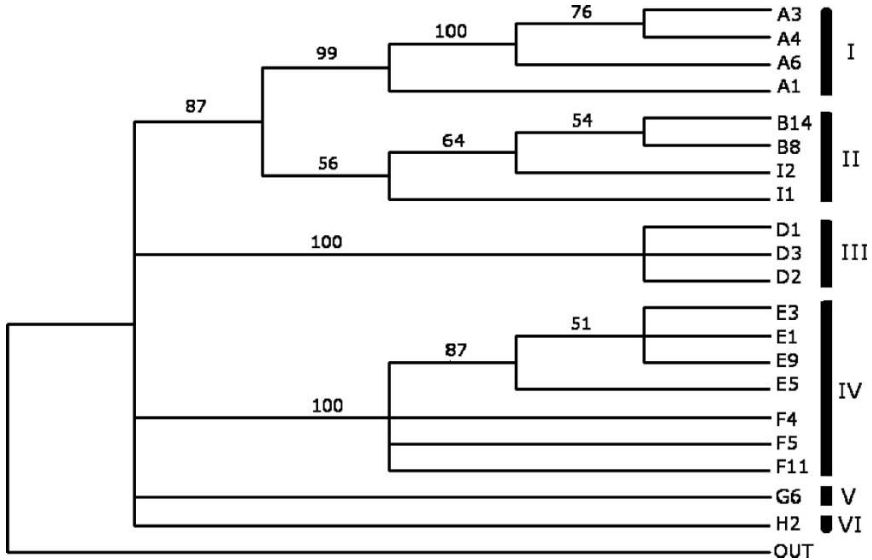 76 A3
100 A4 I
99 A6
87 A1
54 B14
64 B8 II
56 I2
I1
D1
100 D3 III
D2
E3
51 E1
87 E9
E5 IV
100 F4
F5
F11
G6 V
H2 VI
OUT